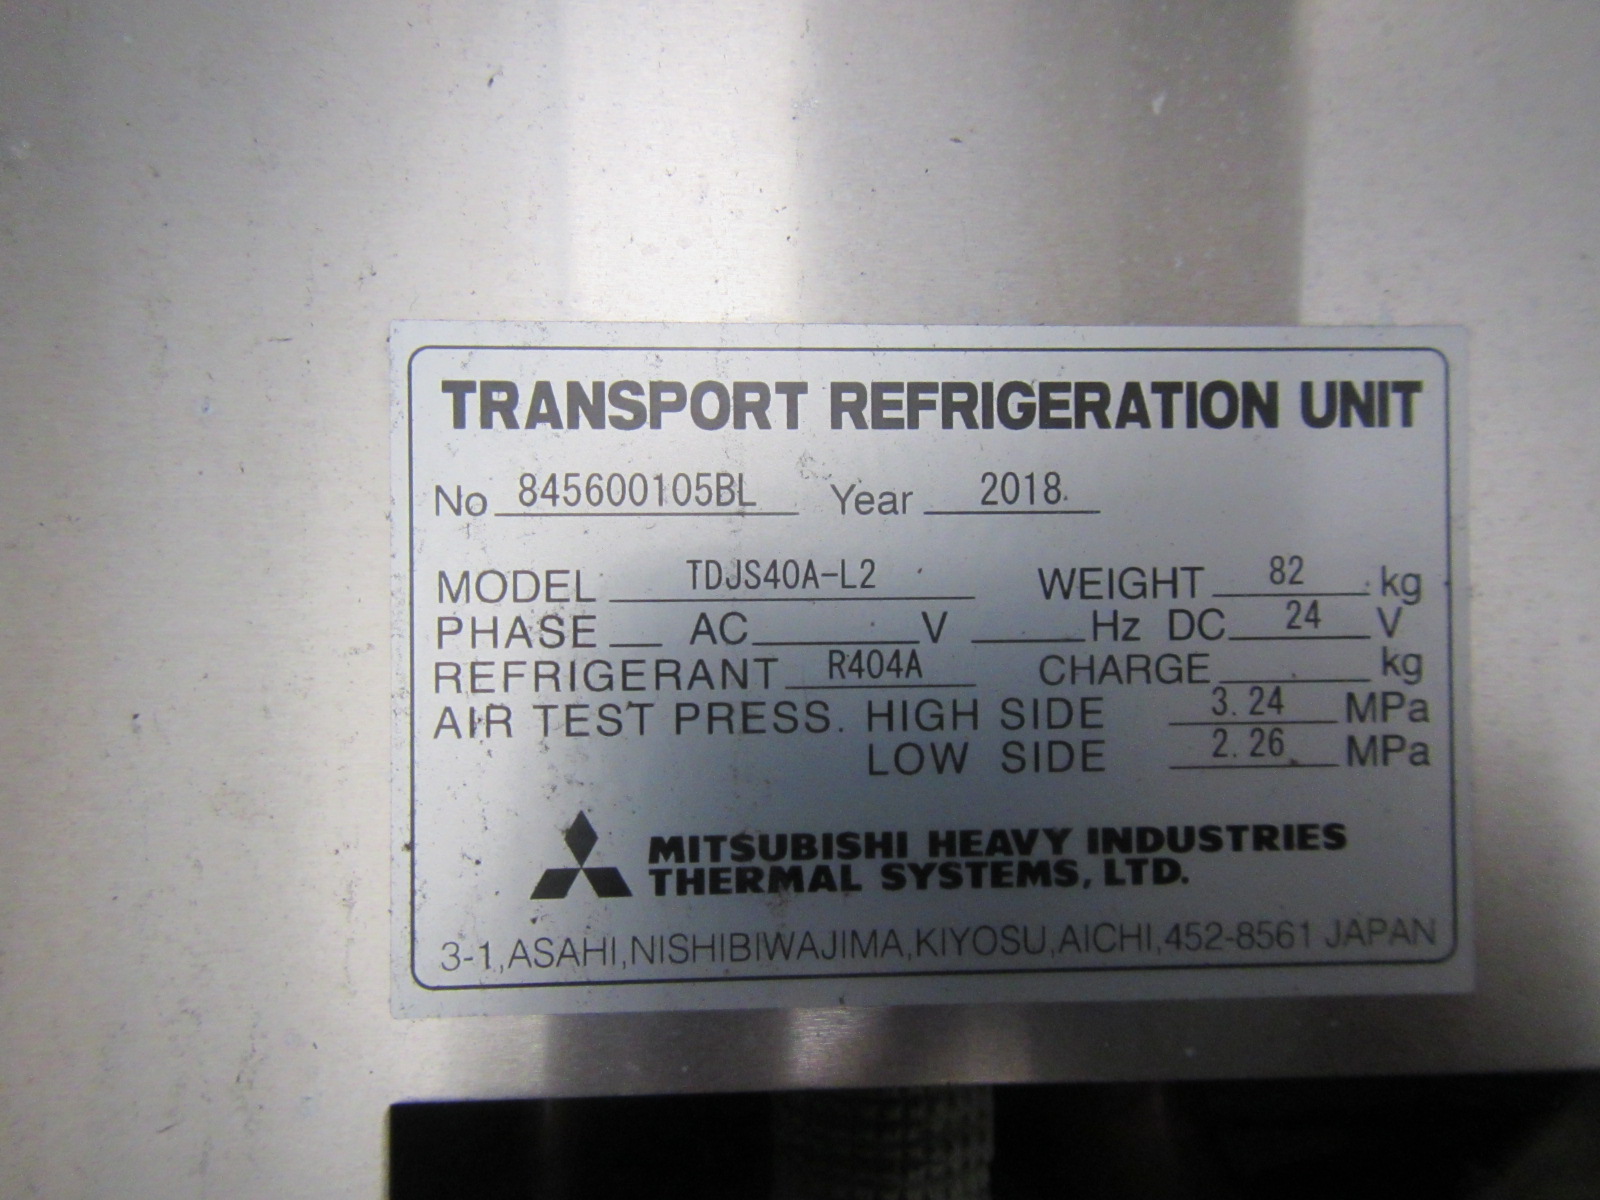 TRANSPORT REFRIGERATION UNIT
No 845600105BL Year 2018
MODEL TDJS40A-L2 WEIGHT 82 kg
PHASE AC V Hz DC 24 V
REFRIGERANT R404A CHARGE kg
AIR TEST PRESS. HIGH SIDE 3.24 MPa
LOW SIDE 2.26 MPa
MITSUBISHI HEAVY INDUSTRIES
THERMAL SYSTEMS, LTD.
3-1,ASAHI,NISHIBIWAJIMA,KIYOSU,AICHI,452-8561 JAPAN